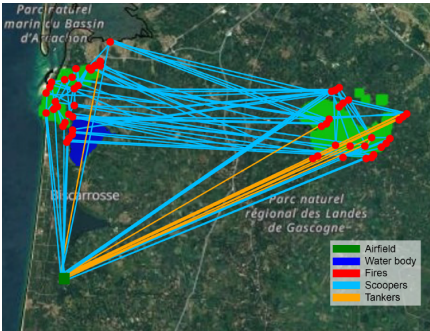 Parc naturel
marin du Bassin
d'Arcachon
Biscarrosse
Parc naturel
régional des Landes
de Gascogne
Airfield
Water body
Fires
Scoopers
Tankers